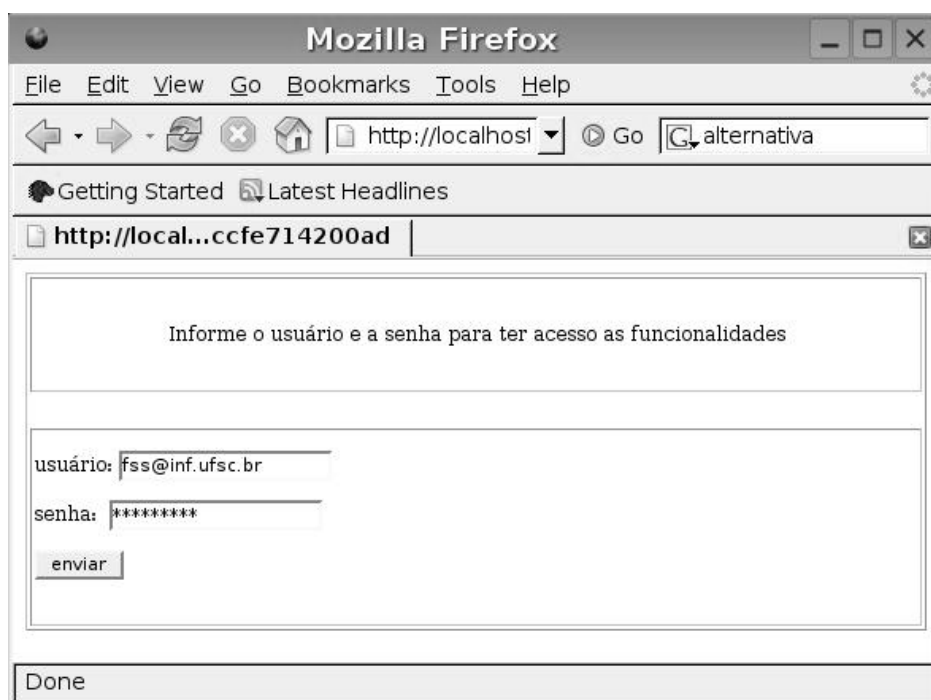 Mozilla Firefox
File Edit View Go Bookmarks Tools Help
http://localhost Go G alternativa
Getting Started Latest Headlines
http://local...ccfe714200ad
Informe o usuário e a senha para ter acesso as funcionalidades
usuário: fss@inf.ufsc.br
senha: *********
enviar
Done